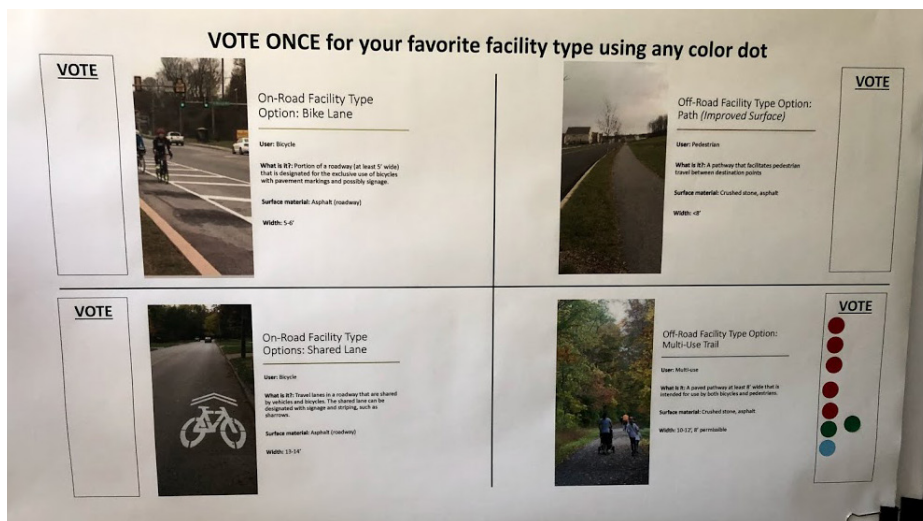 VOTE ONCE for your favorite facility type using any color dot
VOTE
On-Road Facility Type
Option: Bike Lane
User: Bicycle
What is it?: Portion of a roadway (at least 5' wide)
that is designated for the exclusive use of bicycles
with pavement markings and possibly signage.
Surface material: Asphalt (roadway)
Width: 5-6'
Off-Road Facility Type Option:
Path (Improved Surface)
User: Pedestrian
What is it?: A pathway that facilitates pedestrian
travel between destination points
Surface material: Crushed stone, asphalt
Width: <8'
VOTE
VOTE
On-Road Facility Type
Options: Shared Lane
User: Bicycle
What is it?: Travel lanes in a roadway that are shared
by vehicles and bicycles. The shared lane can be
designated with signage and striping, such as
sharrows.
Surface material: Asphalt (roadway)
Width: 13-14'
Off-Road Facility Type Option:
Multi-Use Trail
User: Multi-use
What is it: A paved pathway at least 8' wide that is
intended for use by both bicycles and pedestrians.
Surface material: Crushed stone, asphalt
Width: 10-12', 8' permissible
VOTE